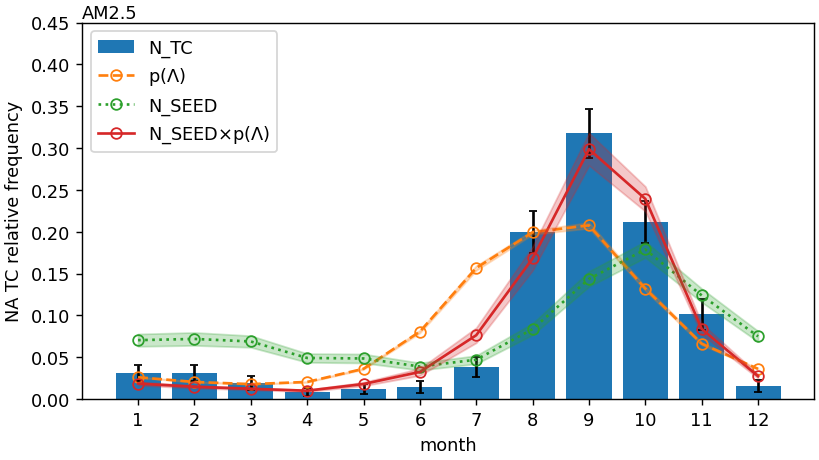 AM2.5
0.45
0.40
0.35
0.30
0.25
0.20
0.15
0.10
0.05
0.00
NA TC relative frequency
N_TC
p(Λ)
N_SEED
N_SEED×p(Λ)
1 2 3 4 5 6 7 8 9 10 11 12
month